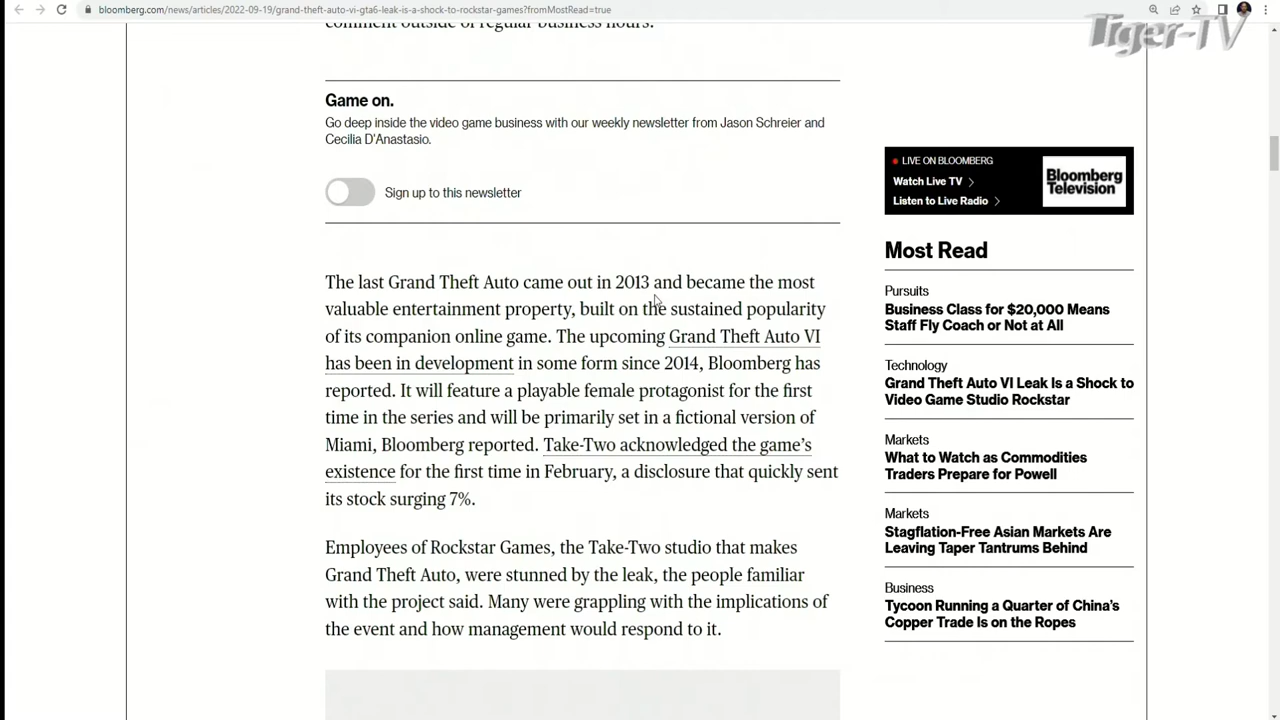 bloomberg.com/news/articles/2022-09-19/grand-theft-auto-vi-gta6-leak-is-a-shock-to-rockstar-games?fromMostRead=true
Tiger-TV
comment outside of regular business hours.
Game on.
Go deep inside the video game business with our weekly newsletter from Jason Schreier and
Cecilia D'Anastasio.
Sign up to this newsletter
The last Grand Theft Auto came out in 2013 and became the most
valuable entertainment property, built on the sustained popularity
of its companion online game. The upcoming Grand Theft Auto VI
has been in development in some form since 2014, Bloomberg has
reported. It will feature a playable female protagonist for the first
time in the series and will be primarily set in a fictional version of
Miami, Bloomberg reported. Take-Two acknowledged the game's
existence for the first time in February, a disclosure that quickly sent
its stock surging 7%.
Employees of Rockstar Games, the Take-Two studio that makes
Grand Theft Auto, were stunned by the leak, the people familiar
with the project said. Many were grappling with the implications of
the event and how management would respond to it.
LIVE ON BLOOMBERG
Watch Live TV
Listen to Live Radio
Bloomberg
Television
Most Read
Pursuits
Business Class for $20,000 Means
Staff Fly Coach or Not at All
Technology
Grand Theft Auto VI Leak Is a Shock to
Video Game Studio Rockstar
Markets
What to Watch as Commodities
Traders Prepare for Powell
Markets
Stagflation-Free Asian Markets Are
Leaving Taper Tantrums Behind
Business
Tycoon Running a Quarter of China's
Copper Trade Is on the Ropes